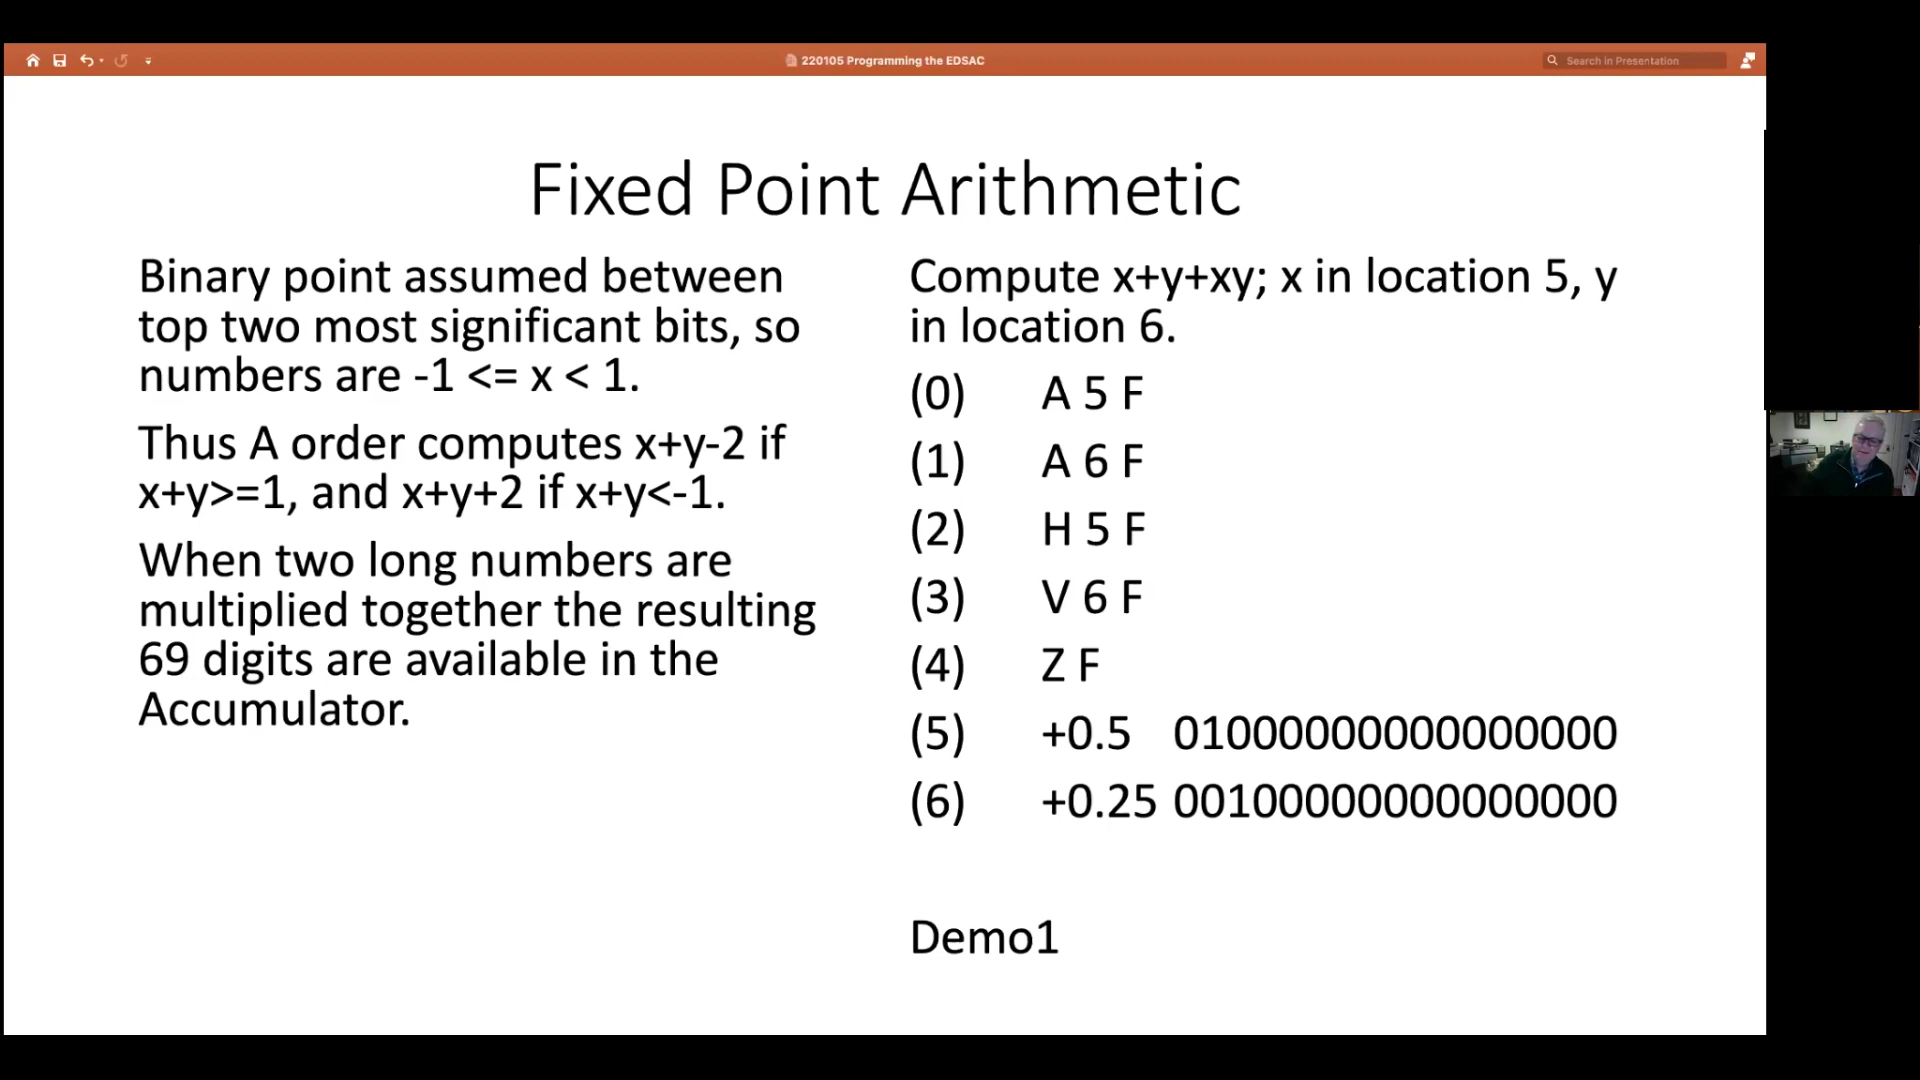 220105 Programming the EDSAC
Search in Presentation
Fixed Point Arithmetic
Binary point assumed between
top two most significant bits, so
numbers are -1 <= x < 1.
Thus A order computes x+y-2 if
x+y>=1, and x+y+2 if x+y<-1.
When two long numbers are
multiplied together the resulting
69 digits are available in the
Accumulator.
Compute x+y+xy; x in location 5, y
in location 6.
(0) A 5 F
(1) A 6 F
(2) H 5 F
(3) V 6 F
(4) Z F
(5) +0.5 01000000000000000
(6) +0.25 00100000000000000
Demo1